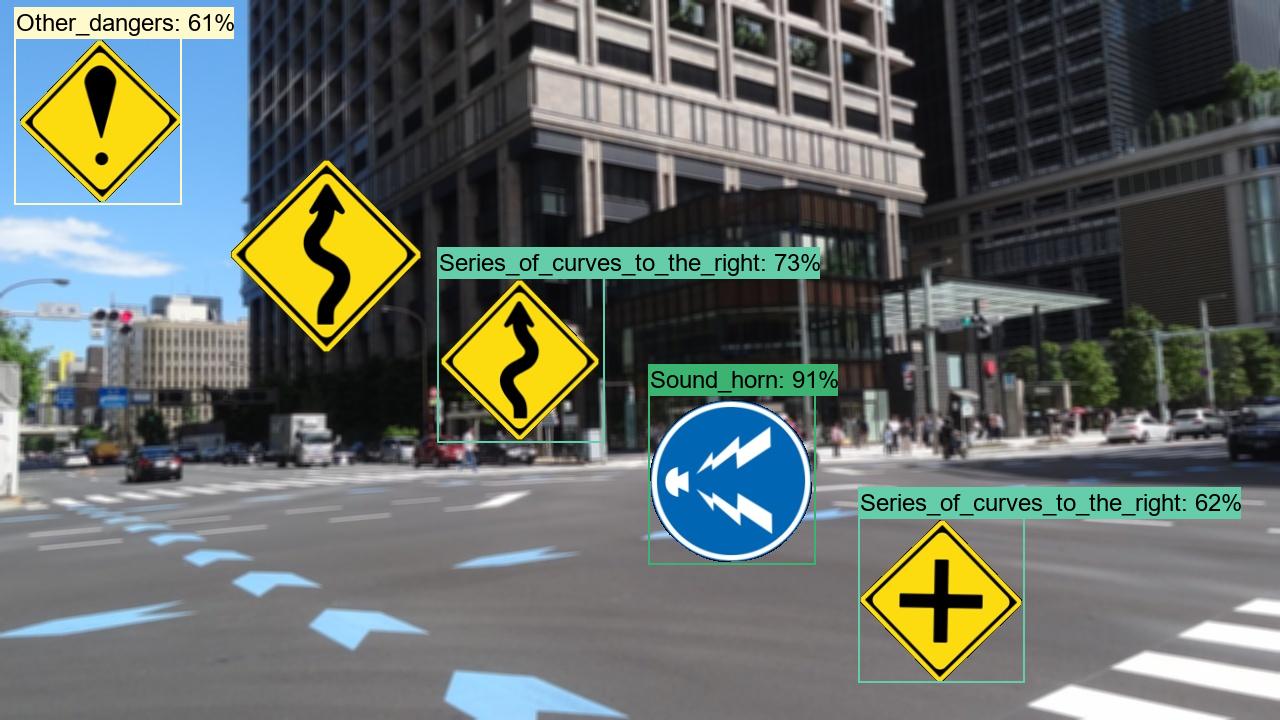 Other_dangers: 61%
Series_of_curves_to_the_right: 73%
Sound_horn: 91%
Series_of_curves_to_the_right: 62%